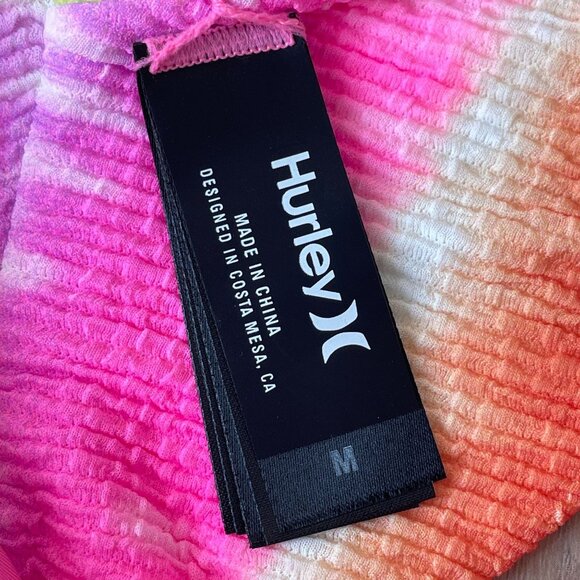 Hurley
MADE IN CHINA
DESIGNED IN COSTA MESA, CA
M